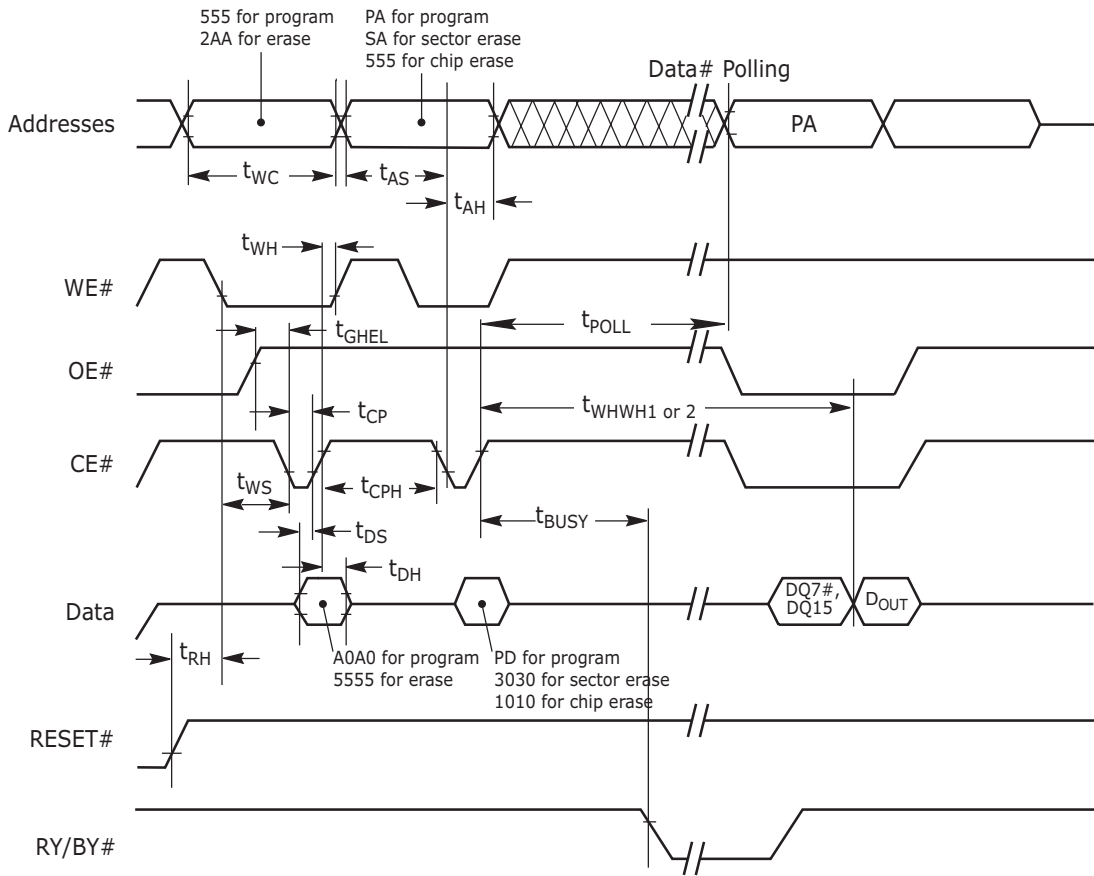 555 for program
2AA for erase
PA for program
SA for sector erase
555 for chip erase
Data# Polling
Addresses
PA
tWC
tAS
tAH
tWH
WE#
tGHEL
tPOLL
OE#
tCP
tWHWH1 or 2
CE#
tWS
tCPH
tDS
tBUSY
tDH
Data
DQ7#,
DQ15
DOUT
tRH
A0A0 for program
5555 for erase
PD for program
3030 for sector erase
1010 for chip erase
RESET#
RY/BY#